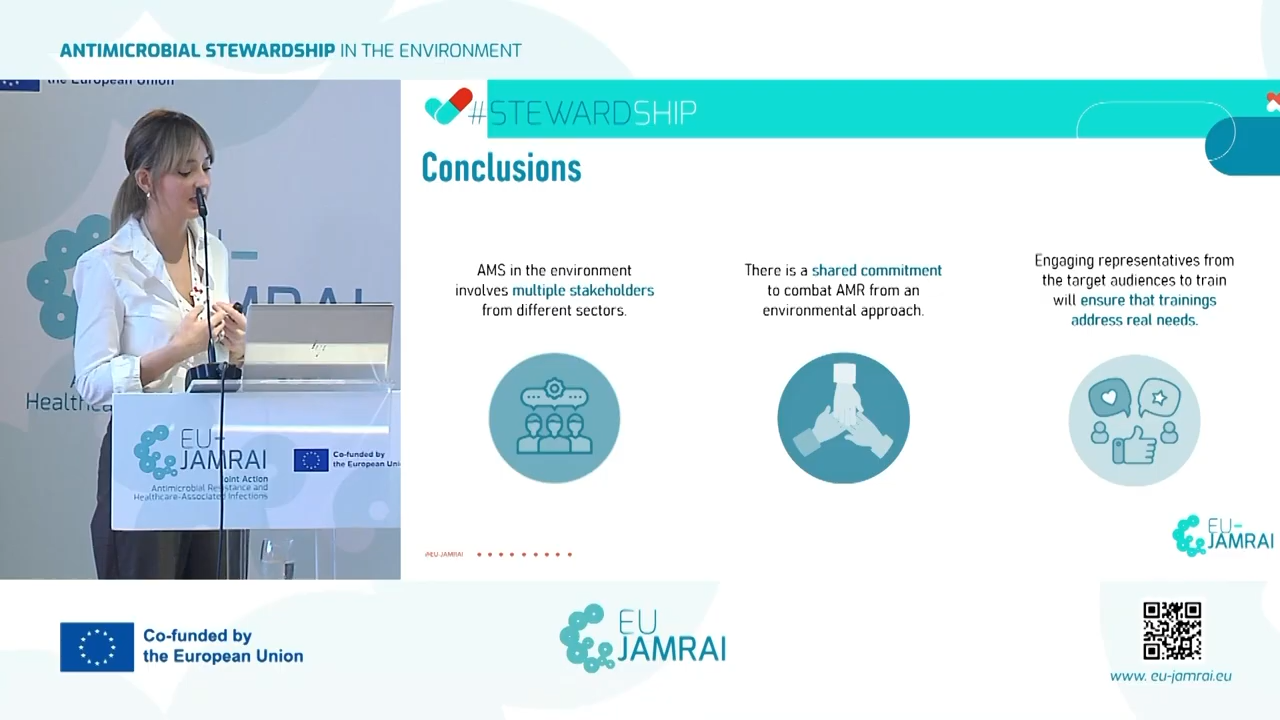 ANTIMICROBIAL STEWARDSHIP IN THE ENVIRONMENT
the European Union
#STEWARDSHIP
Conclusions
AMS in the environment
involves multiple stakeholders
from different sectors.
There is a shared commitment
to combat AMR from an
environmental approach.
Engaging representatives from
the target audiences to train
will ensure that trainings
address real needs.
EU-
JAMRAI
Joint Action
Antimicrobial Resistance and
Healthcare-Associated Infections
Co-funded by
the European Uni
#EU-JAMRAI
EU-
JAMRAI
Co-funded by
the European Union
EU
JAMRAI
www. eu-jamrai.eu